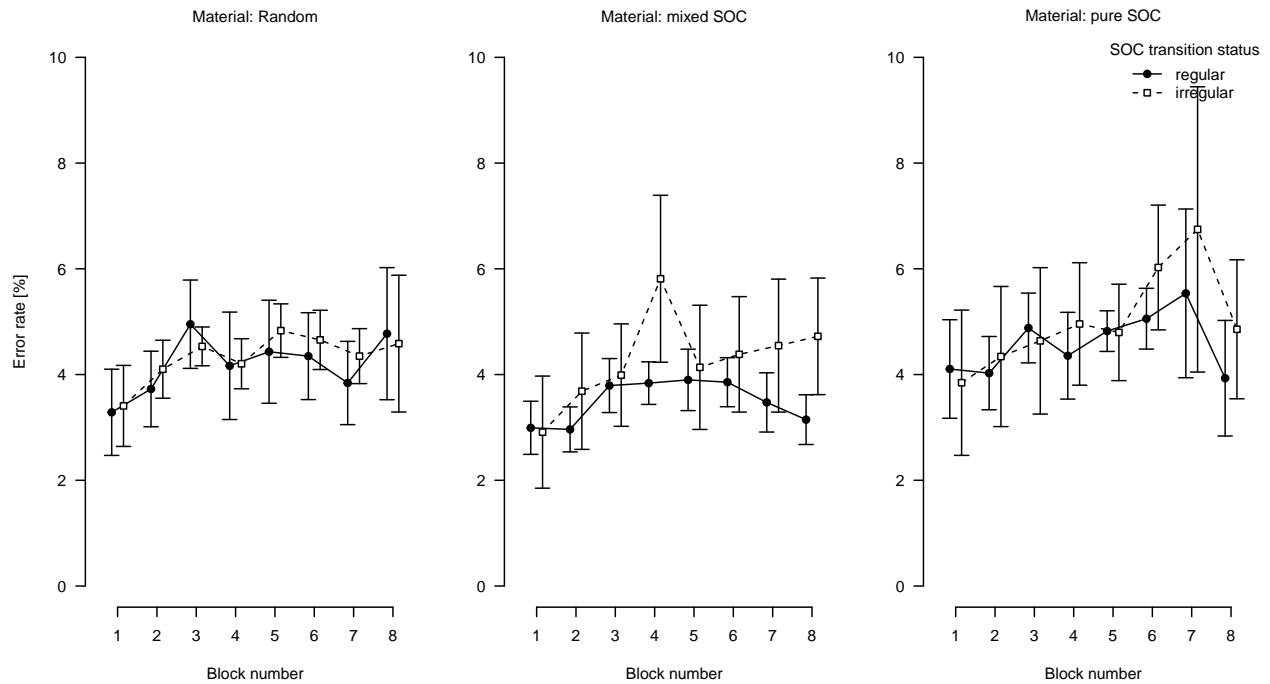 Material: Random
Error rate [%]
10
8
6
4
2
0
1 2 3 4 5 6 7 8
Block number
Material: mixed SOC
10
8
6
4
2
0
1 2 3 4 5 6 7 8
Block number
Material: pure SOC
SOC transition status
regular
irregular
10
8
6
4
2
0
1 2 3 4 5 6 7 8
Block number